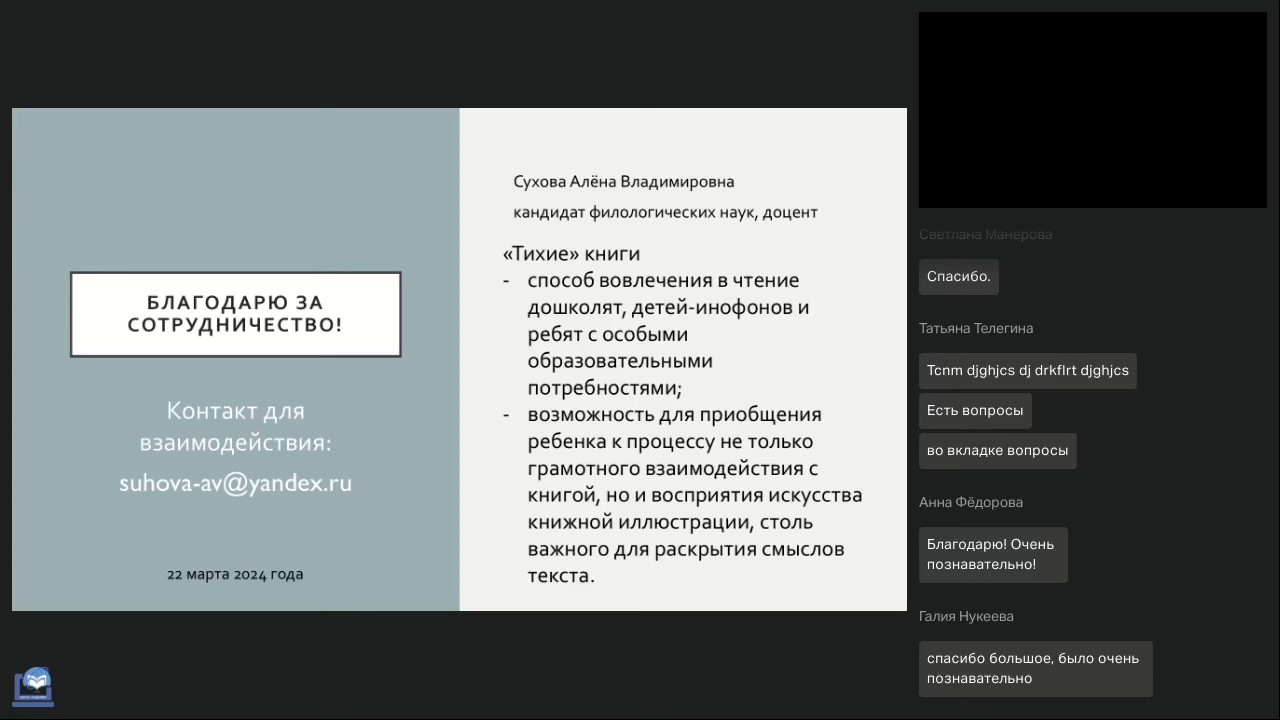 БЛАГОДАРЮ ЗА
СОТРУДНИЧЕСТВО!
Контакт для
взаимодействия:
suhova-av@yandex.ru
22 марта 2024 года
Сухова Алёна Владимировна
кандидат филологических наук, доцент
«Тихие» книги
- способ вовлечения в чтение
дошколят, детей-инофонов и
ребят с особыми
образовательными
потребностями;
- возможность для приобщения
ребенка к процессу не только
грамотного взаимодействия с
книгой, но и восприятия искусства
книжной иллюстрации, столь
важного для раскрытия смыслов
текста.
Светлана Манерова
Спасибо.
Татьяна Телегина
Tcnm djghjcs dj drkflrt djghjcs
Есть вопросы
во вкладке вопросы
Анна Фёдорова
Благодарю! Очень
познавательно!
Галия Нукеева
спасибо большое, было очень
познавательно